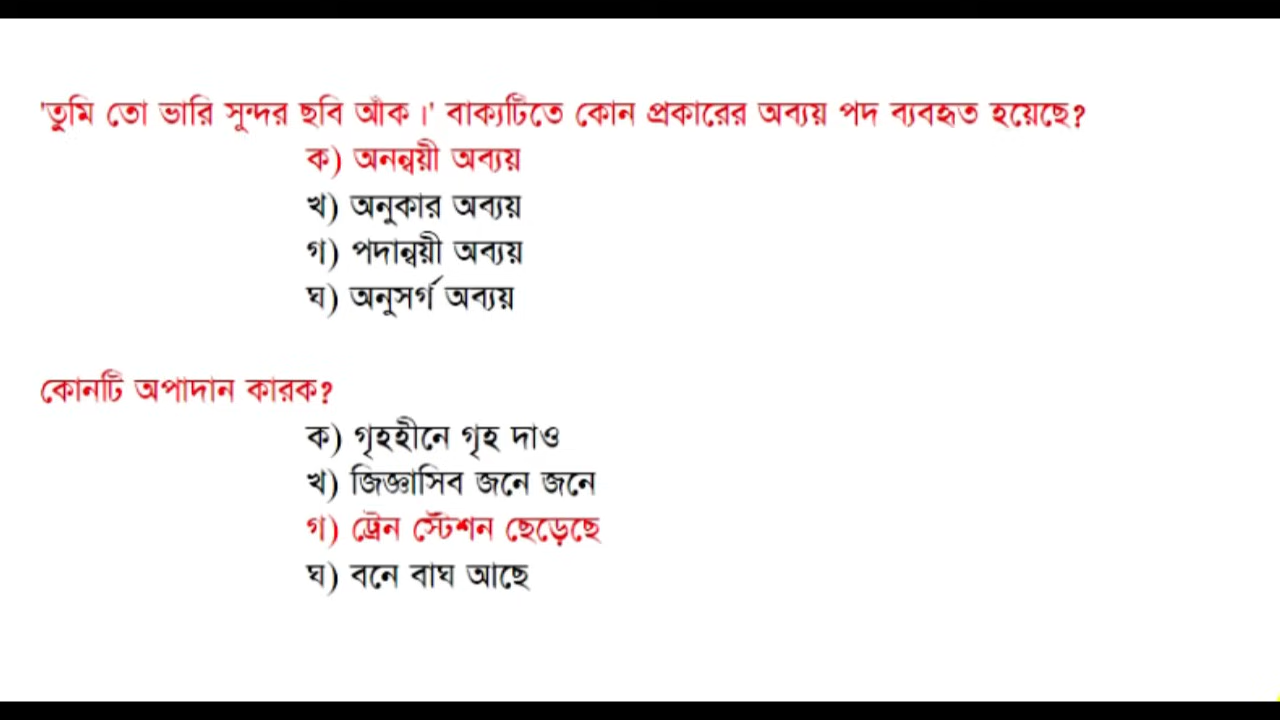 'তুমি তো ভারি সুন্দর ছবি আঁক।' বাক্যটিতে কোন প্রকারের অব্যয় পদ ব্যবহৃত হয়েছে?
ক) অনন্বয়ী অব্যয়
খ) অনুকার অব্যয়
গ) পদান্বয়ী অব্যয়
ঘ) অনুসর্গ অব্যয়
কোনটি অপাদান কারক?
ক) গৃহহীনে গৃহ দাও
খ) জিজ্ঞাসিব জনে জনে
গ) ট্রেন স্টেশন ছেড়েছে
ঘ) বনে বাঘ আছে